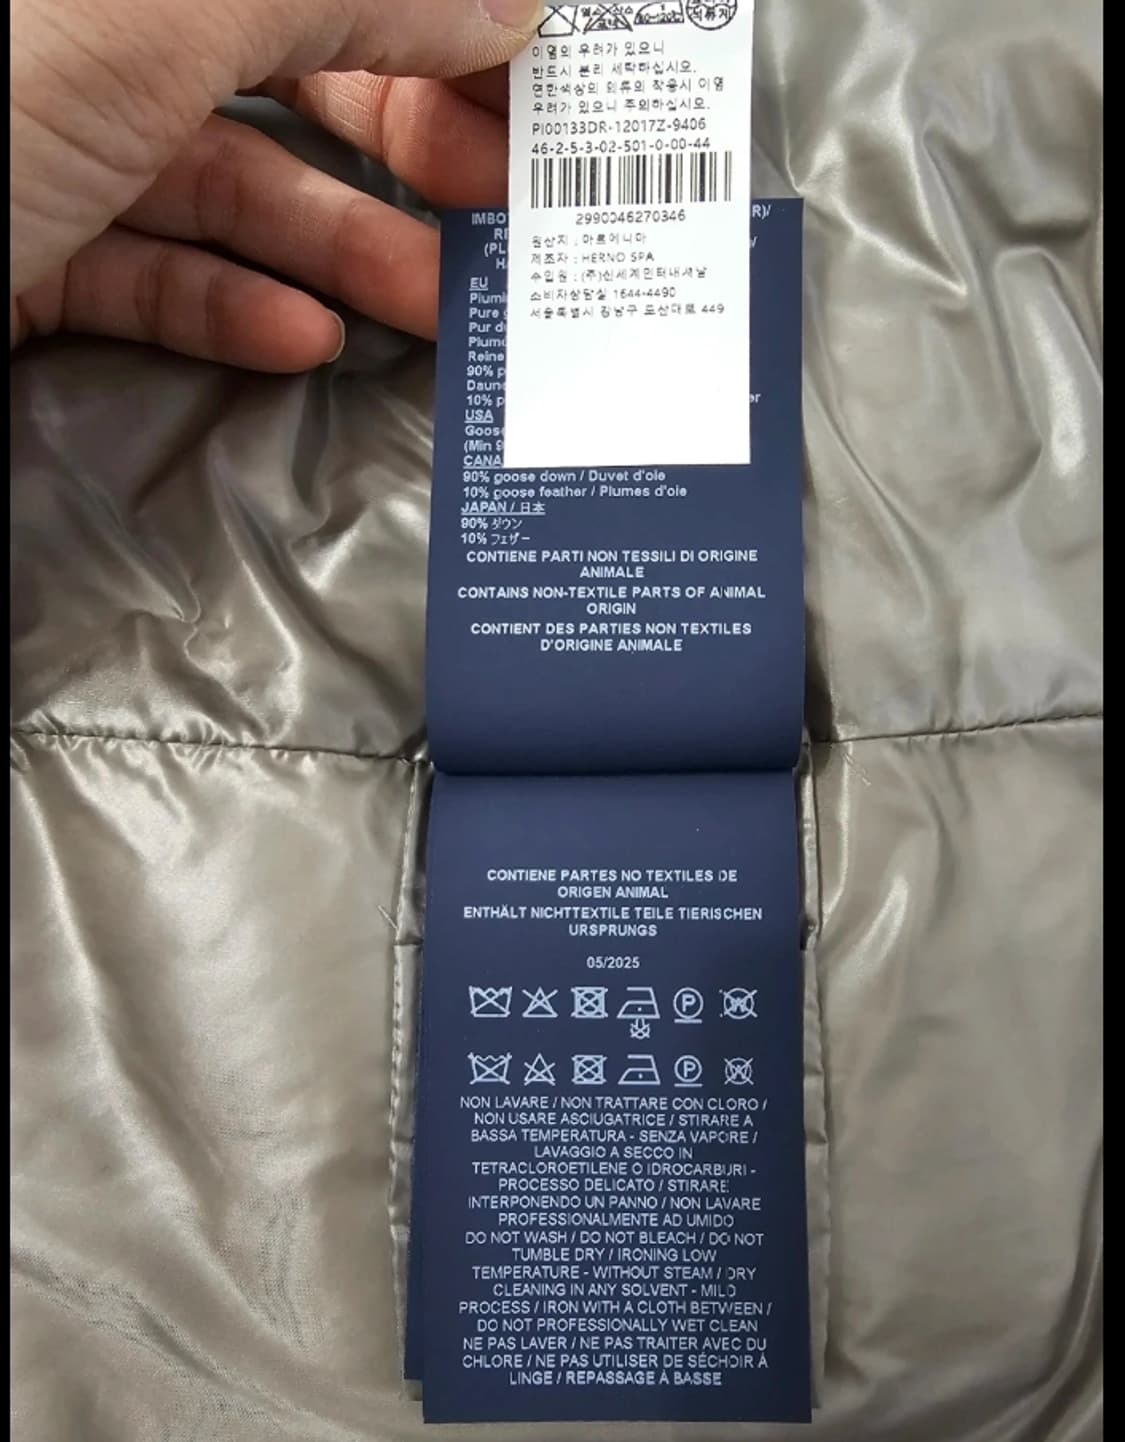 80~120℃
이염의 우려가 있으니
반드시 분리 세탁하십시오.
연한색상의 의류의 착용시 이염
우려가 있으니 주의하십시오.
PI00133DR-12017Z-9406
46-2-5-3-02-501-0-00-44
2990046270346
원산지 : 아르메니아
제조자 : HERNO SPA
수입원 : (주)신세계인터내셔날
소비자상담실 1644-4490
서울특별시 강남구 도산대로 449
EU
Pure
Pur
Reine
90%
10%
USA
(Min
90% goose down / Duvet d'oie
10% goose feather / Plumes d'oie
JAPAN / 日本
90% ダウン
10% フェザー
CONTIENE PARTI NON TESSILI DI ORIGINE
ANIMALE
CONTAINS NON-TEXTILE PARTS OF ANIMAL
ORIGIN
CONTIENT DES PARTIES NON TEXTILES
D'ORIGINE ANIMALE
CONTIENE PARTES NO TEXTILES DE
ORIGEN ANIMAL
ENTHÄLT NICHTTEXTILE TEILE TIERISCHEN
URSPRUNGS
05/2025
P W
P W
NON LAVARE / NON TRATTARE CON CLORO /
NON USARE ASCIUGATRICE / STIRARE A
BASSA TEMPERATURA - SENZA VAPORE /
LAVAGGIO A SECCO IN
TETRACLOROETILENE O IDROCARBURI -
PROCESSO DELICATO / STIRARE
INTERPONENDO UN PANNO / NON LAVARE
PROFESSIONALMENTE AD UMIDO
DO NOT WASH / DO NOT BLEACH / DO NOT
TUMBLE DRY / IRONING LOW
TEMPERATURE - WITHOUT STEAM / DRY
CLEANING IN ANY SOLVENT - MILD
PROCESS / IRON WITH A CLOTH BETWEEN /
DO NOT PROFESSIONALLY WET CLEAN
NE PAS LAVER / NE PAS TRAITER AVEC DU
CHLORE / NE PAS UTILISER DE SÉCHOIR À
LINGE / REPASSAGE À BASSE